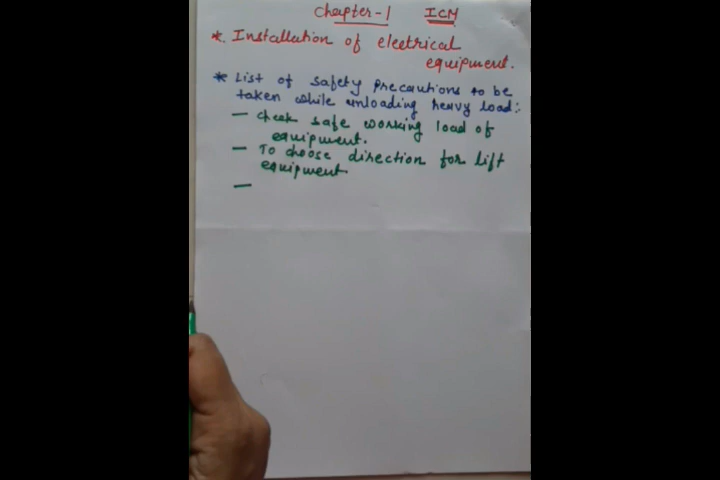 Chapter-1 ICM
*. Installation of electrical
equipment.
* List of safety precautions to be
taken while unloading heavy load:
— Check safe working load of
equipment.
— To choose direction for lift
equipment
—